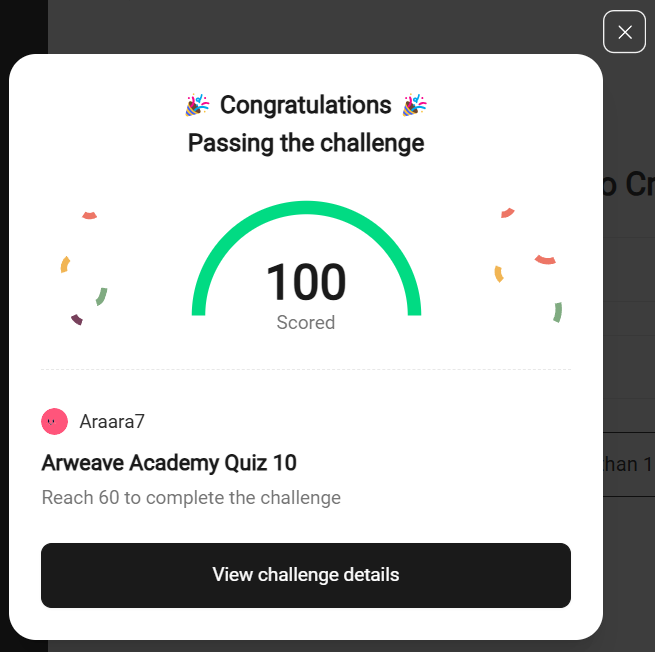 🎉 Congratulations 🎉
Passing the challenge
o Cr
100
Scored
Araara7
Arweave Academy Quiz 10
han 1
Reach 60 to complete the challenge
View challenge details